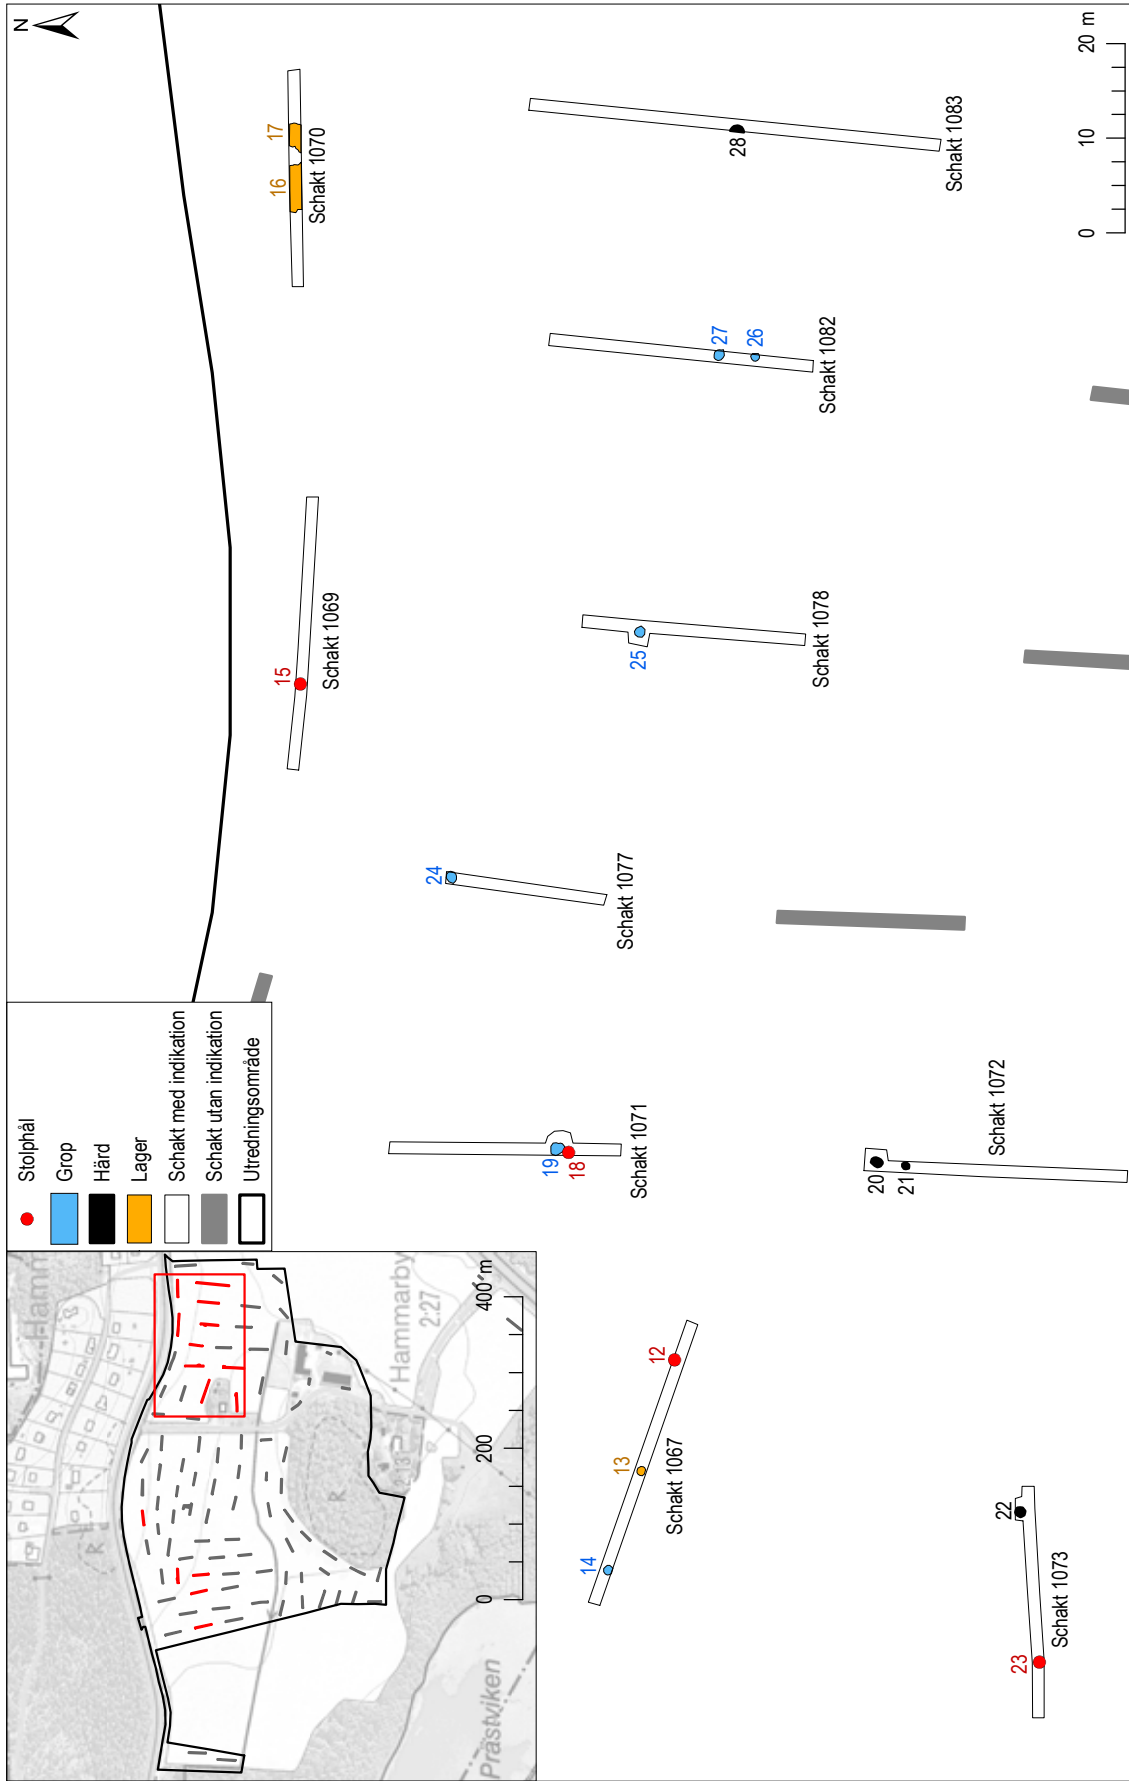 N
Stolphål
Grop
Härd
Lager
Schakt med indikation
Schakt utan indikation
Utredningsområde
Hamm
Hammarby
2:27
2:13
R
R
Prästviken
0
200
400 m
16
17
Schakt 1070
15
Schakt 1069
24
Schakt 1077
19
18
Schakt 1071
14
13
12
Schakt 1067
25
Schakt 1078
27
26
Schakt 1082
28
Schakt 1083
20
21
Schakt 1072
22
23
Schakt 1073
0
10
20 m